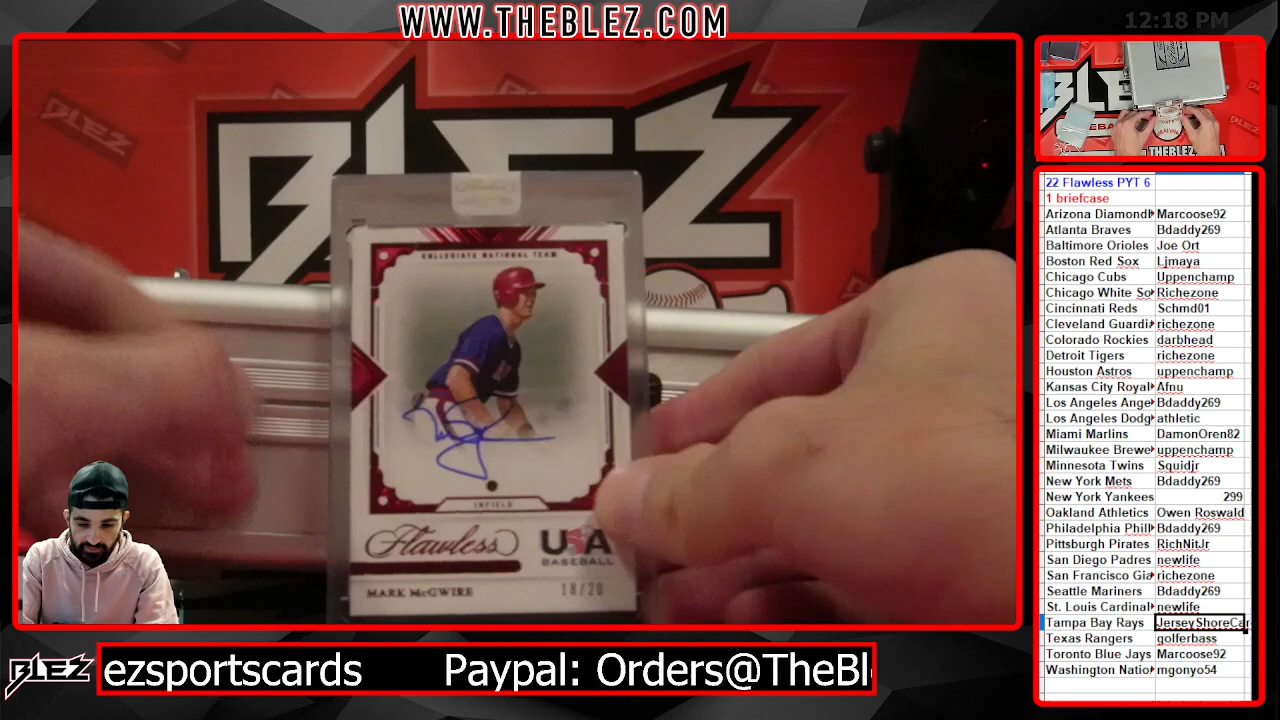 WWW.THEBLEZ.COM
12:18 PM
BLEZ
BLEZ
COLLEGIATE NATIONAL TEAM
INFIELD
Flawless
USA
BASEBALL
MARK McGWIRE
18/20
THEBLEZ
22 Flawless PYT 6
1 briefcase
Arizona Diamond Marcoose92
Atlanta Braves Bdaddy269
Baltimore Orioles Joe Ort
Boston Red Sox Ljmaya
Chicago Cubs Uppenchamp
Chicago White So Richezone
Cincinnati Reds Schmd01
Cleveland Guardi richezone
Colorado Rockies darbhead
Detroit Tigers richezone
Houston Astros uppenchamp
Kansas City Royal Afnu
Los Angeles Ange Bdaddy269
Los Angeles Dodg athletic
Miami Marlins DamonOren82
Milwaukee Brewe uppenchamp
Minnesota Twins Squidjr
New York Mets Bdaddy269
New York Yankees 299
Oakland Athletics Owen Roswald
Philadelphia Phill Bdaddy269
Pittsburgh Pirates RichNitJr
San Diego Padres newlife
San Francisco Gia richezone
Seattle Mariners Bdaddy269
St. Louis Cardinal newlife
Tampa Bay Rays JerseyShoreCar
Texas Rangers golferbass
Toronto Blue Jays Marcoose92
Washington Natio mgonyo54
BLEZ
ezsportscards Paypal: Orders@TheBl